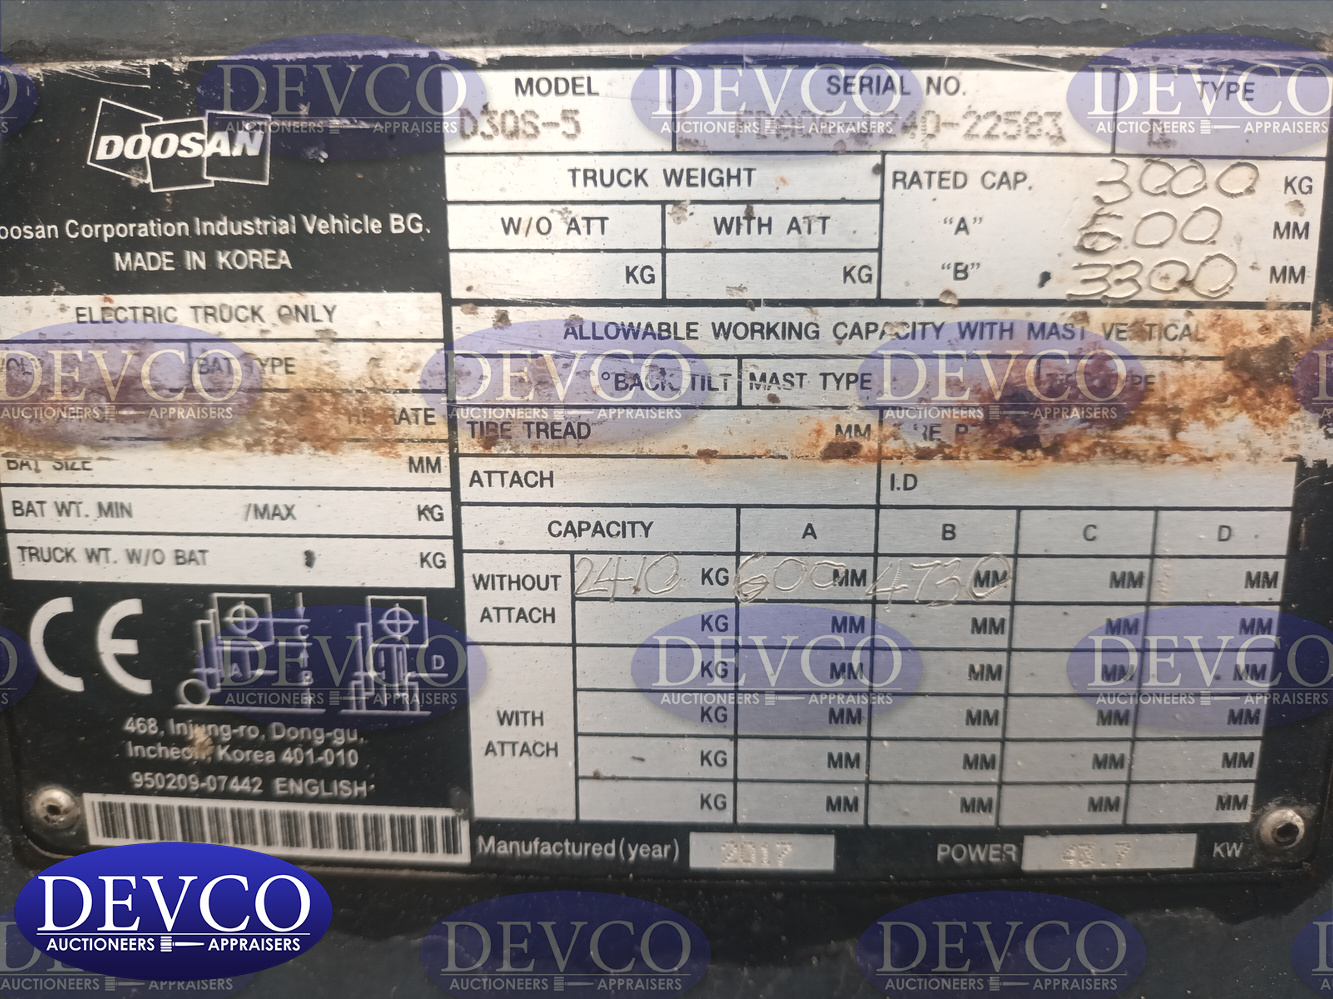 DOOSAN
Doosan Corporation Industrial Vehicle BG.
MADE IN KOREA
MODEL
D30S-5
SERIAL NO.
-22583
TYPE
TRUCK WEIGHT
W/O ATT
WITH ATT
KG
KG
RATED CAP. 3000 KG
"A" 600 MM
"B" 3300 MM
ELECTRIC TRUCK ONLY
BAT TYPE
RATE
BAT SIZE MM
BAT WT. MIN /MAX KG
TRUCK WT. W/O BAT KG
ALLOWABLE WORKING CAPACITY WITH MAST VERTICAL
° BACK TILT MAST TYPE
TIRE TREAD MM
ATTACH I.D
CAPACITY A B C D
WITHOUT ATTACH
2410 KG 600 MM 4730 MM MM MM
KG MM MM MM MM
WITH ATTACH
KG MM MM MM MM
KG MM MM MM MM
KG MM MM MM MM
KG MM MM MM MM
CE
A B C D
468, Injung-ro, Dong-gu,
Incheon, Korea 401-010
950209-07442 ENGLISH
Manufactured (year) 2017 POWER 43.7 KW
DEVCO
AUCTIONEERS APPRAISERS